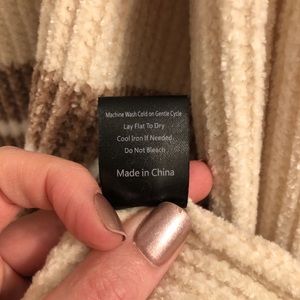 Machine Wash Cold on Gentle Cycle
Lay Flat To Dry
Cool Iron If Needed
Do Not Bleach
Made in China